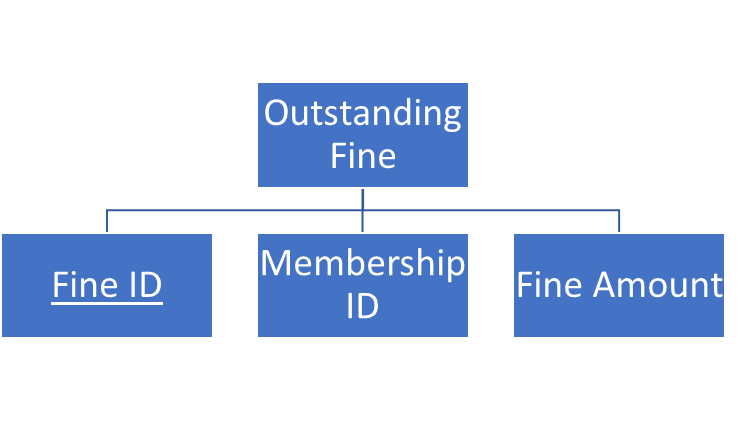 Outstanding
Fine
Fine ID
Membership
ID
Fine Amount